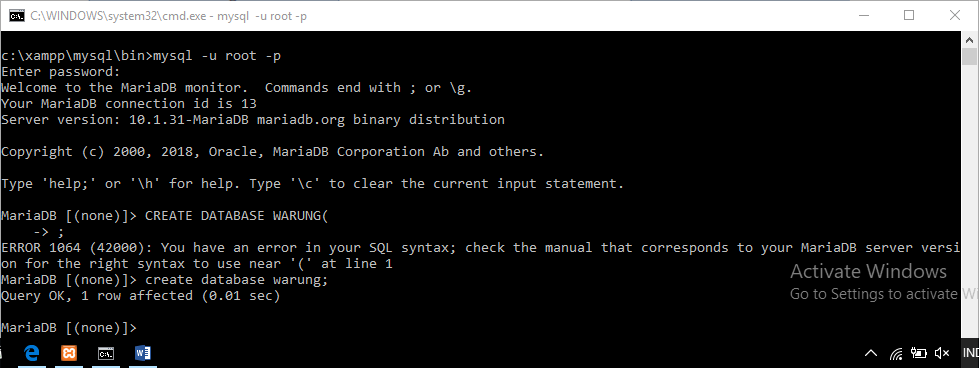 C:\WINDOWS\system32\cmd.exe - mysql -u root -p
c:\xampp\mysql\bin>mysql -u root -p
Enter password:
Welcome to the MariaDB monitor.  Commands end with ; or \g.
Your MariaDB connection id is 13
Server version: 10.1.31-MariaDB mariadb.org binary distribution
Copyright (c) 2000, 2018, Oracle, MariaDB Corporation Ab and others.
Type 'help;' or '\h' for help. Type '\c' to clear the current input statement.
MariaDB [(none)]> CREATE DATABASE WARUNG(
    -> ;
ERROR 1064 (42000): You have an error in your SQL syntax; check the manual that corresponds to your MariaDB server versi
on for the right syntax to use near '(' at line 1
MariaDB [(none)]> create database warung;
Query OK, 1 row affected (0.01 sec)
MariaDB [(none)]>
Activate Windows
Go to Settings to activate Wi
IND